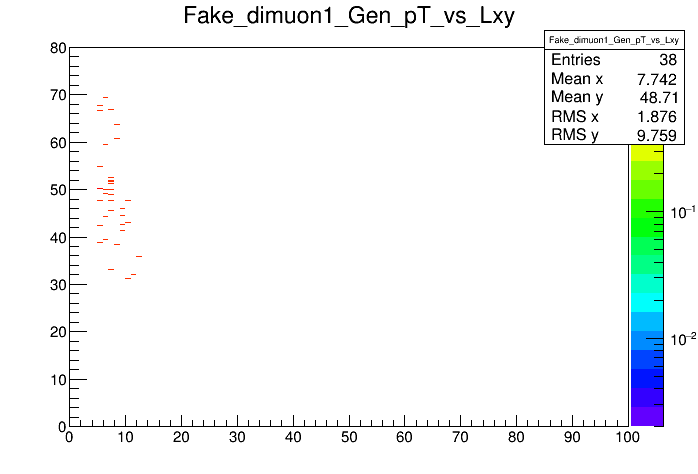 Fake_dimuon1_Gen_pT_vs_Lxy
Fake_dimuon1_Gen_pT_vs_Lxy
Entries 38
Mean x 7.742
Mean y 48.71
RMS x 1.876
RMS y 9.759
80
70
60
50
40
30
20
10
0
0 10 20 30 40 50 60 70 80 90 100
10⁻¹
10⁻²